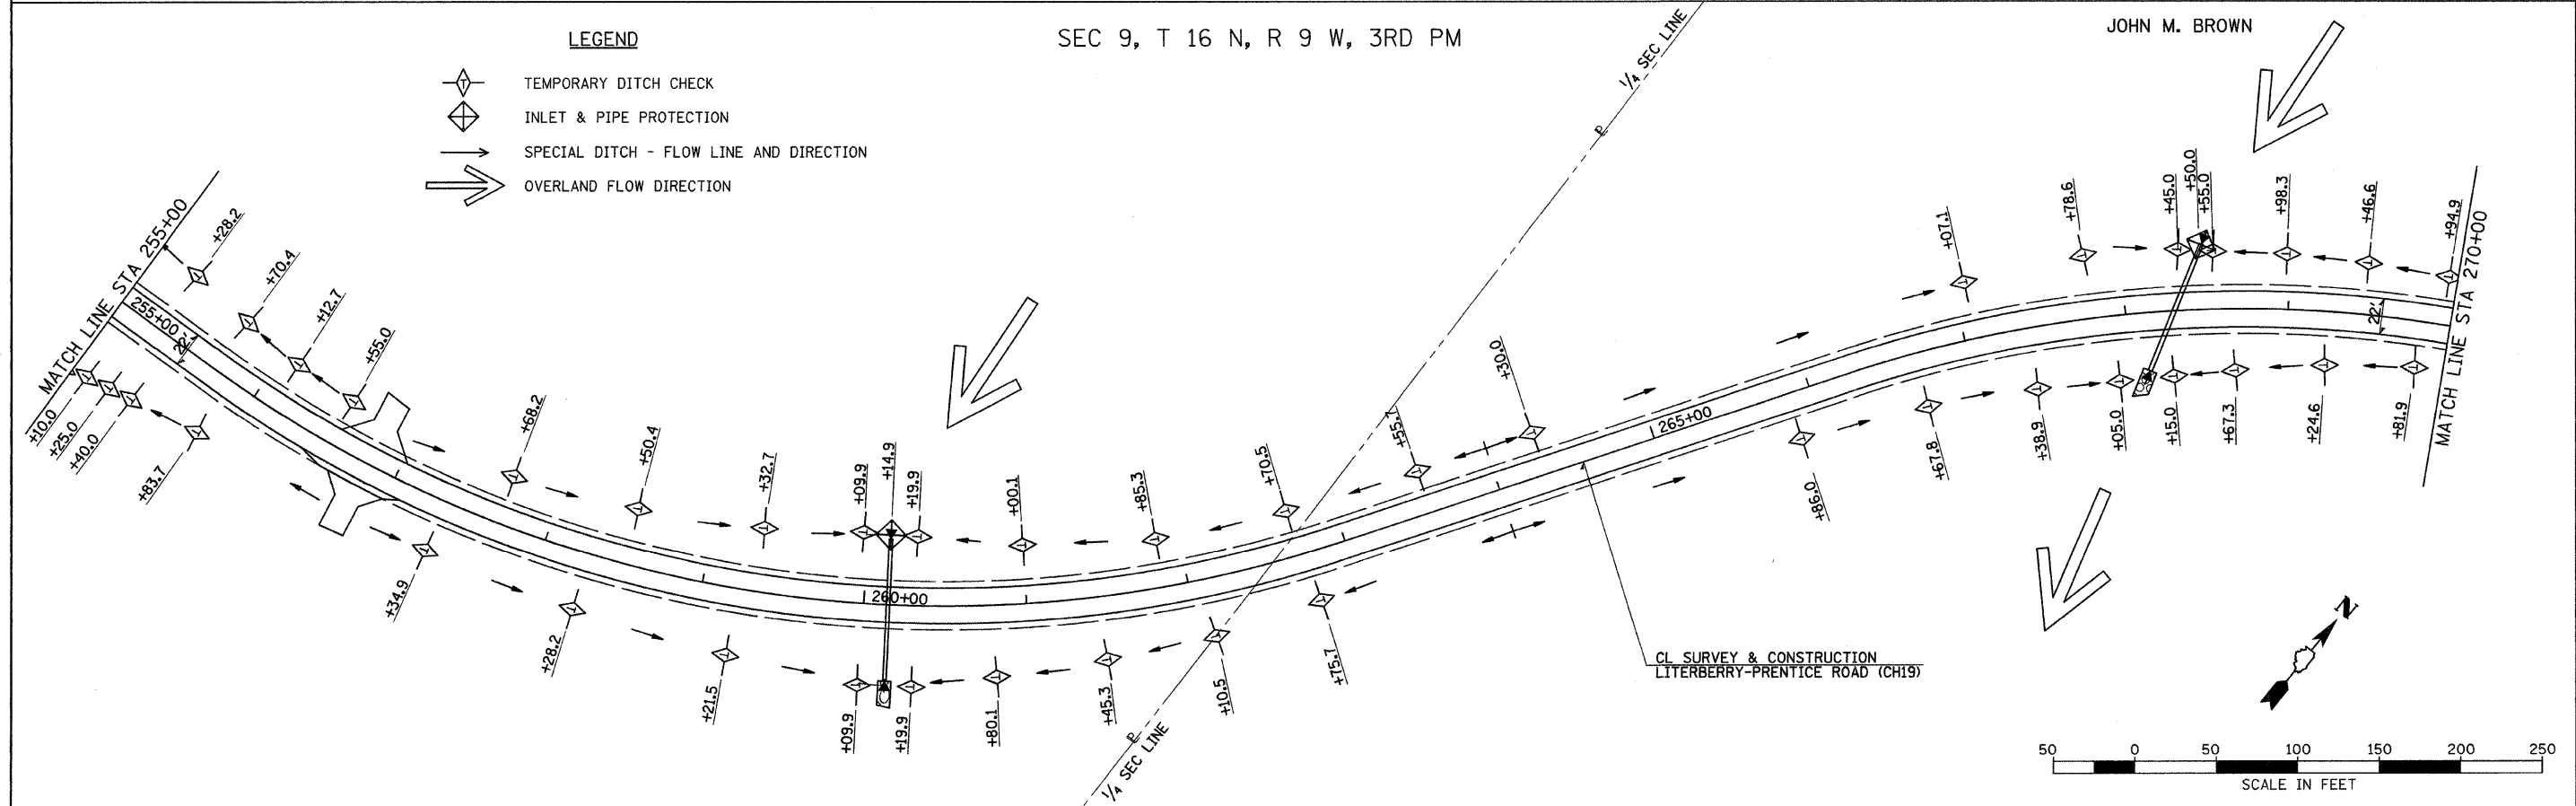 LEGEND
TEMPORARY DITCH CHECK
INLET & PIPE PROTECTION
SPECIAL DITCH - FLOW LINE AND DIRECTION
OVERLAND FLOW DIRECTION
SEC 9, T 16 N, R 9 W, 3RD PM
JOHN M. BROWN
1/4 SEC LINE
P
MATCH LINE STA 255+00
255+00
22'
+28.2
+70.4
+12.7
+55.0
+68.2
+50.4
+32.7
+09.9
+14.9
+19.9
+00.1
+85.3
+70.5
+55.7
+30.0
+07.1
+78.6
+45.0
+50.0
+55.0
+98.3
+46.6
+94.9
MATCH LINE STA 270+00
22'
260+00
265+00
+10.0
+25.0
+40.0
+83.7
+34.9
+28.2
+21.5
+09.9
+19.9
+80.1
+45.3
+10.5
+75.7
+86.0
+67.8
+38.9
+05.0
+15.0
+67.3
+24.6
+81.9
P
1/4 SEC LINE
CL SURVEY & CONSTRUCTION
LITERBERRY-PRENTICE ROAD (CH19)
N
50 0 50 100 150 200 250
SCALE IN FEET